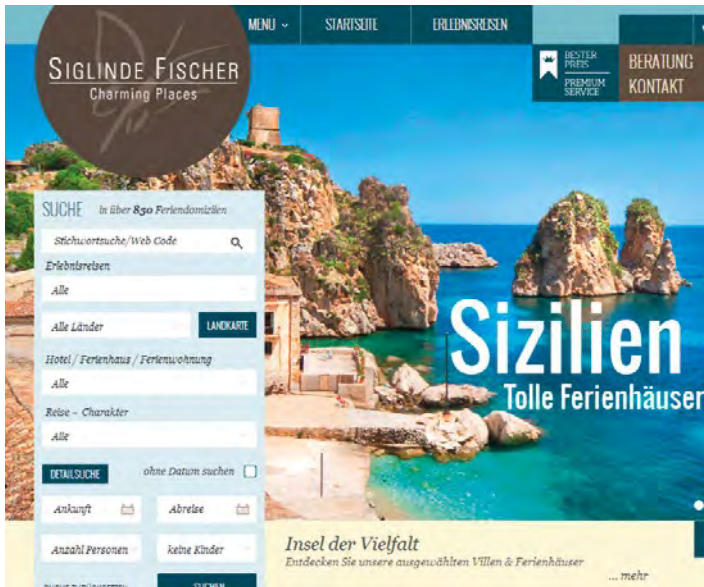 MENU
STARTSEITE
ERLEBNISREISEN
BESTER
PREIS
PREMIUM
SERVICE
BERATUNG
KONTAKT
SIGLINDE FISCHER
Charming Places
SUCHE in über 850 Feriendomizilen
Stichwortsuche/Web Code
Erlebnisreisen
Alle
Alle Länder
LANDKARTE
Hotel / Ferienhaus / Ferienwohnung
Alle
Reise – Charakter
Alle
DETAILSUCHE
ohne Datum suchen
Ankunft
Abreise
Anzahl Personen
keine Kinder
SUCHEN
Sizilien
Tolle Ferienhäuser
Insel der Vielfalt
Entdecken Sie unsere ausgewählten Villen & Ferienhäuser
... mehr